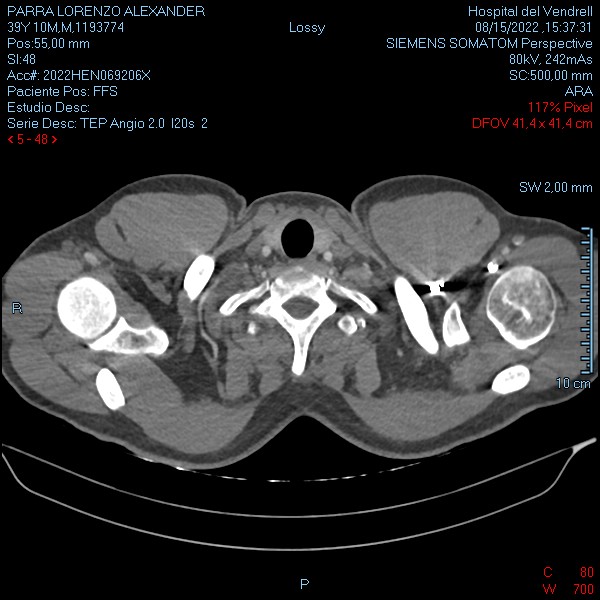 PARRA LORENZO ALEXANDER
39Y 10M,M,1193774
Pos:55,00 mm
SI:48
Acc#: 2022HEN069206X
Paciente Pos: FFS
Estudio Desc:
Serie Desc: TEP Angio 2.0 I20s 2
< 5 - 48 >
Lossy
Hospital del Vendrell
08/15/2022 ,15:37:31
SIEMENS SOMATOM Perspective
80kV, 242mAs
SC:500,00 mm
ARA
117% Pixel
DFOV 41,4 x 41,4 cm
SW 2,00 mm
R
10 cm
P
C 80
W 700